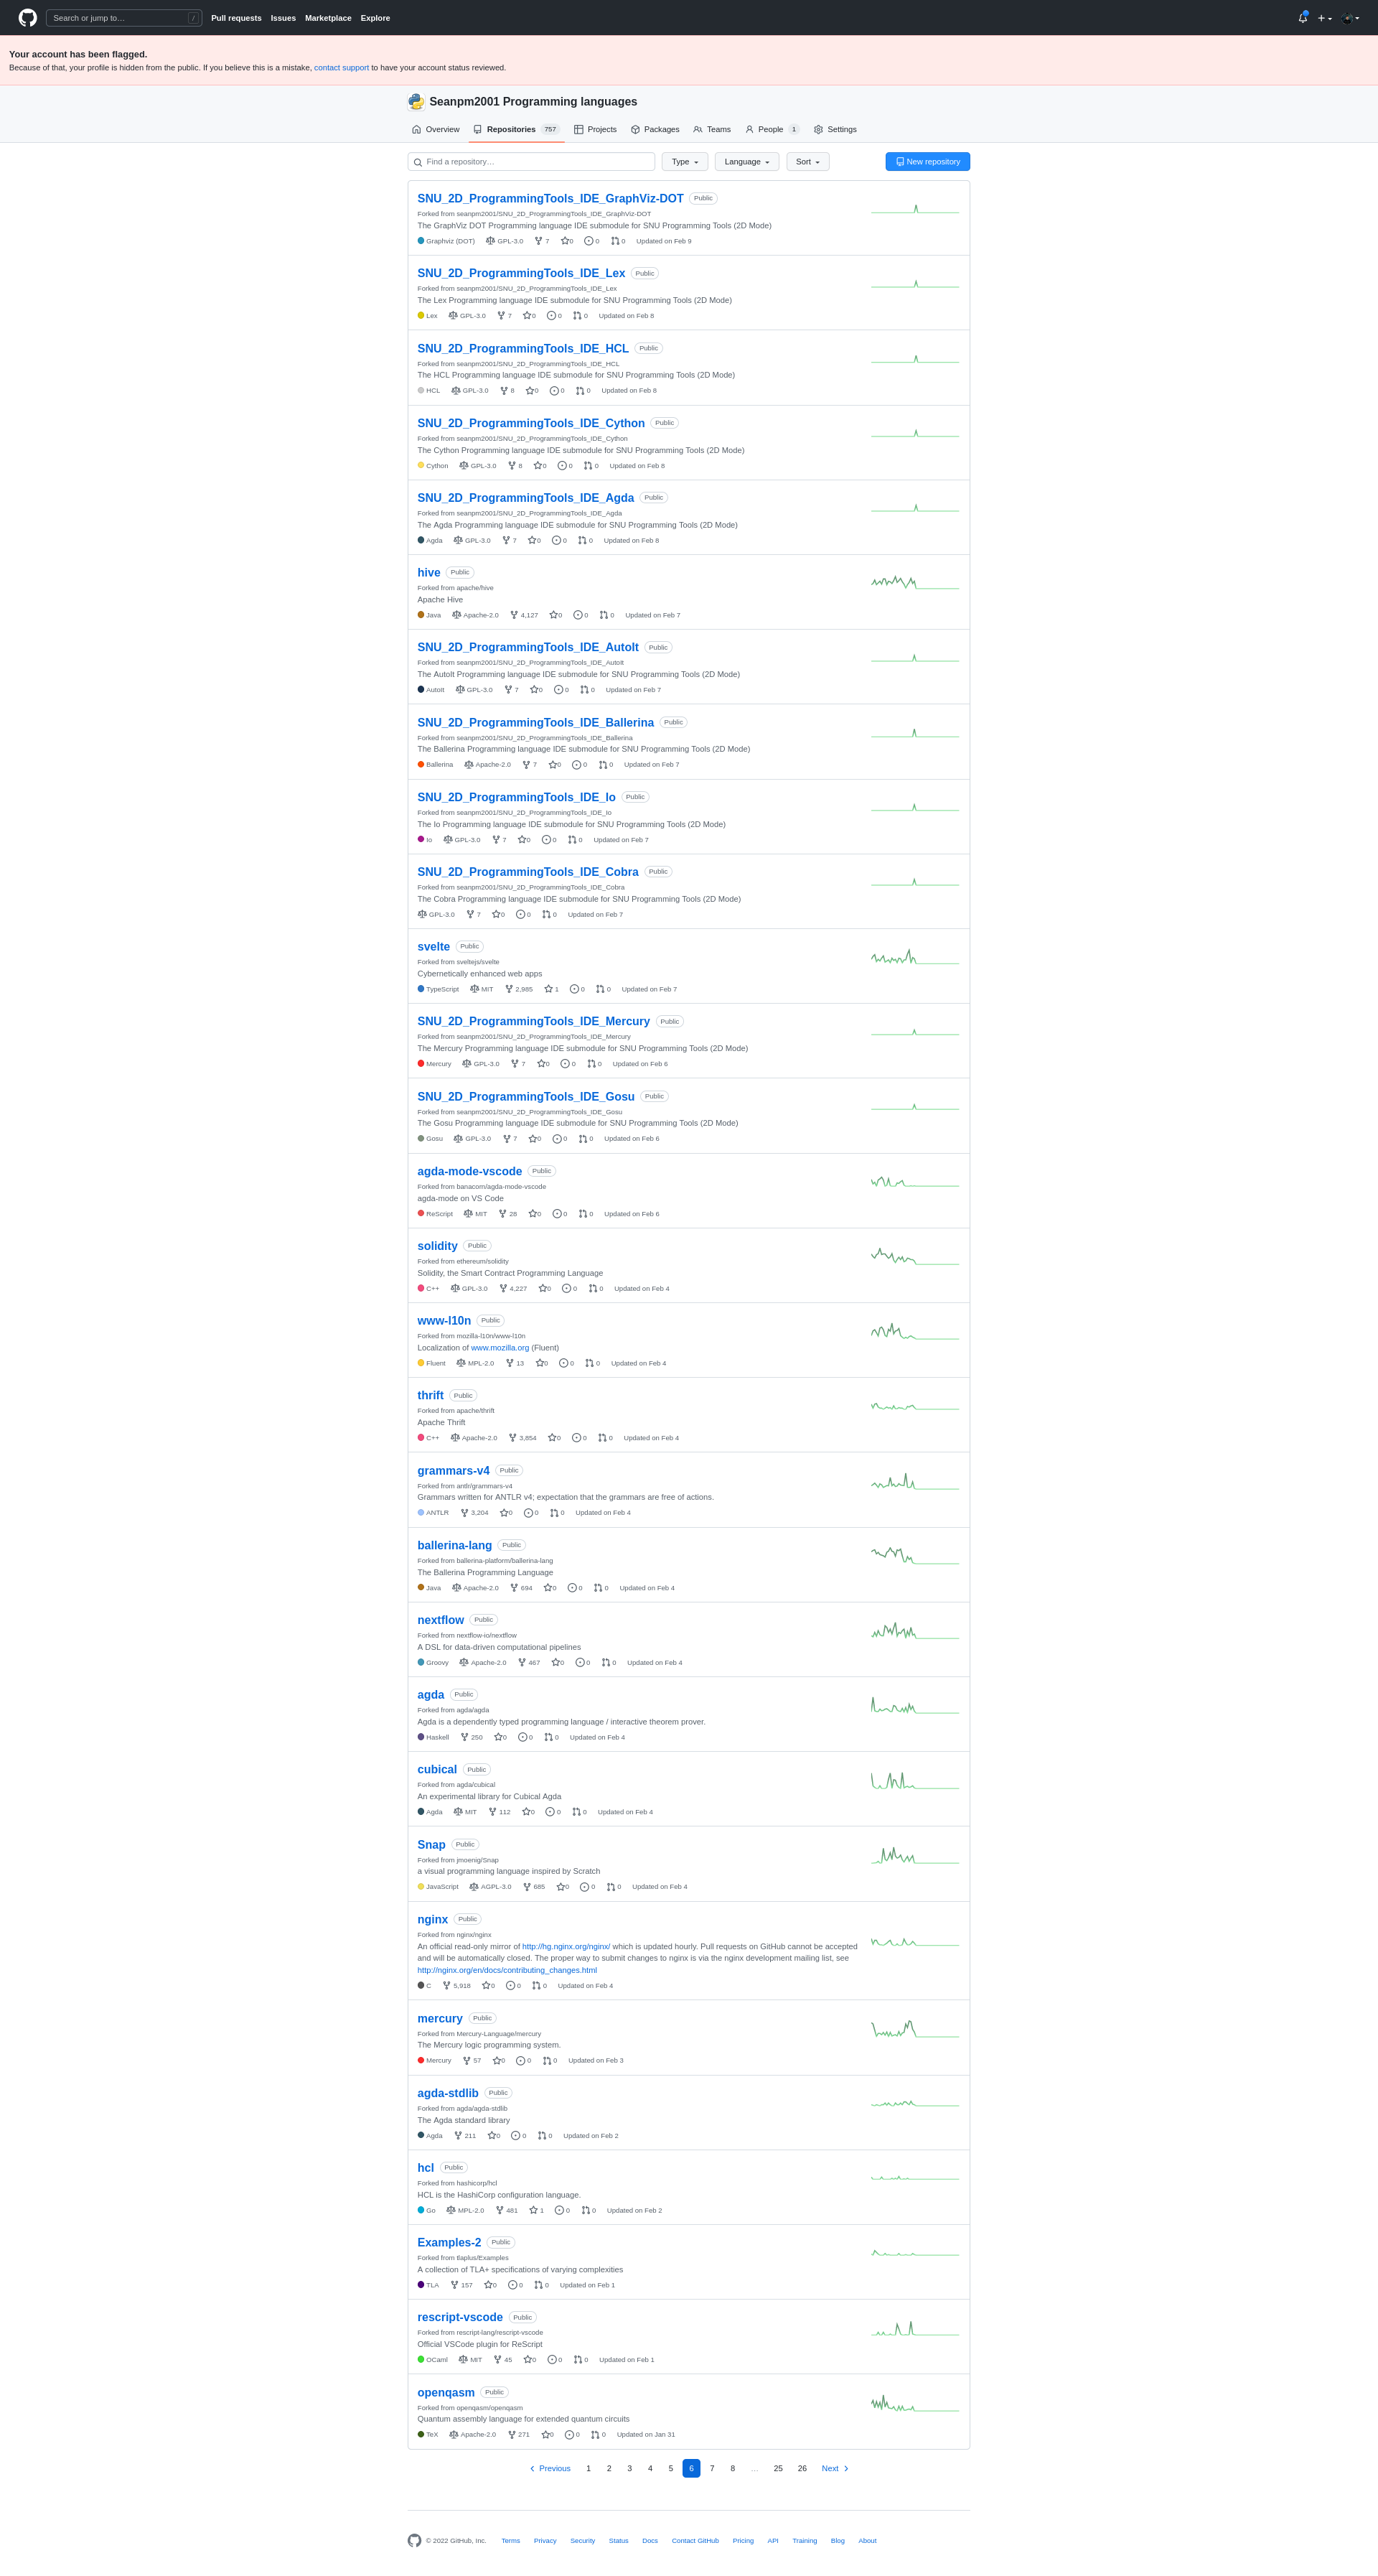 Search or jump to…
/
Pull requests Issues Marketplace Explore
Your account has been flagged.
Because of that, your profile is hidden from the public. If you believe this is a mistake, contact support to have your account status reviewed.
Seanpm2001 Programming languages
Overview Repositories 757 Projects Packages Teams People 1 Settings
Find a repository… Type Language Sort New repository
SNU_2D_ProgrammingTools_IDE_GraphViz-DOT Public
Forked from seanpm2001/SNU_2D_ProgrammingTools_IDE_GraphViz-DOT
The GraphViz DOT Programming language IDE submodule for SNU Programming Tools (2D Mode)
Graphviz (DOT) GPL-3.0 7 0 0 0 Updated on Feb 9
SNU_2D_ProgrammingTools_IDE_Lex Public
Forked from seanpm2001/SNU_2D_ProgrammingTools_IDE_Lex
The Lex Programming language IDE submodule for SNU Programming Tools (2D Mode)
Lex GPL-3.0 7 0 0 0 Updated on Feb 8
SNU_2D_ProgrammingTools_IDE_HCL Public
Forked from seanpm2001/SNU_2D_ProgrammingTools_IDE_HCL
The HCL Programming language IDE submodule for SNU Programming Tools (2D Mode)
HCL GPL-3.0 8 0 0 0 Updated on Feb 8
SNU_2D_ProgrammingTools_IDE_Cython Public
Forked from seanpm2001/SNU_2D_ProgrammingTools_IDE_Cython
The Cython Programming language IDE submodule for SNU Programming Tools (2D Mode)
Cython GPL-3.0 8 0 0 0 Updated on Feb 8
SNU_2D_ProgrammingTools_IDE_Agda Public
Forked from seanpm2001/SNU_2D_ProgrammingTools_IDE_Agda
The Agda Programming language IDE submodule for SNU Programming Tools (2D Mode)
Agda GPL-3.0 7 0 0 0 Updated on Feb 8
hive Public
Forked from apache/hive
Apache Hive
Java Apache-2.0 4,127 0 0 0 Updated on Feb 7
SNU_2D_ProgrammingTools_IDE_AutoIt Public
Forked from seanpm2001/SNU_2D_ProgrammingTools_IDE_AutoIt
The AutoIt Programming language IDE submodule for SNU Programming Tools (2D Mode)
AutoIt GPL-3.0 7 0 0 0 Updated on Feb 7
SNU_2D_ProgrammingTools_IDE_Ballerina Public
Forked from seanpm2001/SNU_2D_ProgrammingTools_IDE_Ballerina
The Ballerina Programming language IDE submodule for SNU Programming Tools (2D Mode)
Ballerina Apache-2.0 7 0 0 0 Updated on Feb 7
SNU_2D_ProgrammingTools_IDE_Io Public
Forked from seanpm2001/SNU_2D_ProgrammingTools_IDE_Io
The Io Programming language IDE submodule for SNU Programming Tools (2D Mode)
Io GPL-3.0 7 0 0 0 Updated on Feb 7
SNU_2D_ProgrammingTools_IDE_Cobra Public
Forked from seanpm2001/SNU_2D_ProgrammingTools_IDE_Cobra
The Cobra Programming language IDE submodule for SNU Programming Tools (2D Mode)
GPL-3.0 7 0 0 0 Updated on Feb 7
svelte Public
Forked from sveltejs/svelte
Cybernetically enhanced web apps
TypeScript MIT 2,985 1 0 0 Updated on Feb 7
SNU_2D_ProgrammingTools_IDE_Mercury Public
Forked from seanpm2001/SNU_2D_ProgrammingTools_IDE_Mercury
The Mercury Programming language IDE submodule for SNU Programming Tools (2D Mode)
Mercury GPL-3.0 7 0 0 0 Updated on Feb 6
SNU_2D_ProgrammingTools_IDE_Gosu Public
Forked from seanpm2001/SNU_2D_ProgrammingTools_IDE_Gosu
The Gosu Programming language IDE submodule for SNU Programming Tools (2D Mode)
Gosu GPL-3.0 7 0 0 0 Updated on Feb 6
agda-mode-vscode Public
Forked from banacorn/agda-mode-vscode
agda-mode on VS Code
ReScript MIT 28 0 0 0 Updated on Feb 6
solidity Public
Forked from ethereum/solidity
Solidity, the Smart Contract Programming Language
C++ GPL-3.0 4,227 0 0 0 Updated on Feb 4
www-l10n Public
Forked from mozilla-l10n/www-l10n
Localization of www.mozilla.org (Fluent)
Fluent MPL-2.0 13 0 0 0 Updated on Feb 4
thrift Public
Forked from apache/thrift
Apache Thrift
C++ Apache-2.0 3,854 0 0 0 Updated on Feb 4
grammars-v4 Public
Forked from antlr/grammars-v4
Grammars written for ANTLR v4; expectation that the grammars are free of actions.
ANTLR 3,204 0 0 0 Updated on Feb 4
ballerina-lang Public
Forked from ballerina-platform/ballerina-lang
The Ballerina Programming Language
Java Apache-2.0 694 0 0 0 Updated on Feb 4
nextflow Public
Forked from nextflow-io/nextflow
A DSL for data-driven computational pipelines
Groovy Apache-2.0 467 0 0 0 Updated on Feb 4
agda Public
Forked from agda/agda
Agda is a dependently typed programming language / interactive theorem prover.
Haskell 250 0 0 0 Updated on Feb 4
cubical Public
Forked from agda/cubical
An experimental library for Cubical Agda
Agda MIT 112 0 0 0 Updated on Feb 4
Snap Public
Forked from jmoenig/Snap
a visual programming language inspired by Scratch
JavaScript AGPL-3.0 685 0 0 0 Updated on Feb 4
nginx Public
Forked from nginx/nginx
An official read-only mirror of http://hg.nginx.org/nginx/ which is updated hourly. Pull requests on GitHub cannot be accepted
and will be automatically closed. The proper way to submit changes to nginx is via the nginx development mailing list, see
http://nginx.org/en/docs/contributing_changes.html
C 5,918 0 0 0 Updated on Feb 4
mercury Public
Forked from Mercury-Language/mercury
The Mercury logic programming system.
Mercury 57 0 0 0 Updated on Feb 3
agda-stdlib Public
Forked from agda/agda-stdlib
The Agda standard library
Agda 211 0 0 0 Updated on Feb 2
hcl Public
Forked from hashicorp/hcl
HCL is the HashiCorp configuration language.
Go MPL-2.0 481 1 0 0 Updated on Feb 2
Examples-2 Public
Forked from tlaplus/Examples
A collection of TLA+ specifications of varying complexities
TLA 157 0 0 0 Updated on Feb 1
rescript-vscode Public
Forked from rescript-lang/rescript-vscode
Official VSCode plugin for ReScript
OCaml MIT 45 0 0 0 Updated on Feb 1
openqasm Public
Forked from openqasm/openqasm
Quantum assembly language for extended quantum circuits
TeX Apache-2.0 271 0 0 0 Updated on Jan 31
Previous 1 2 3 4 5 6 7 8 … 25 26 Next
© 2022 GitHub, Inc. Terms Privacy Security Status Docs Contact GitHub Pricing API Training Blog About